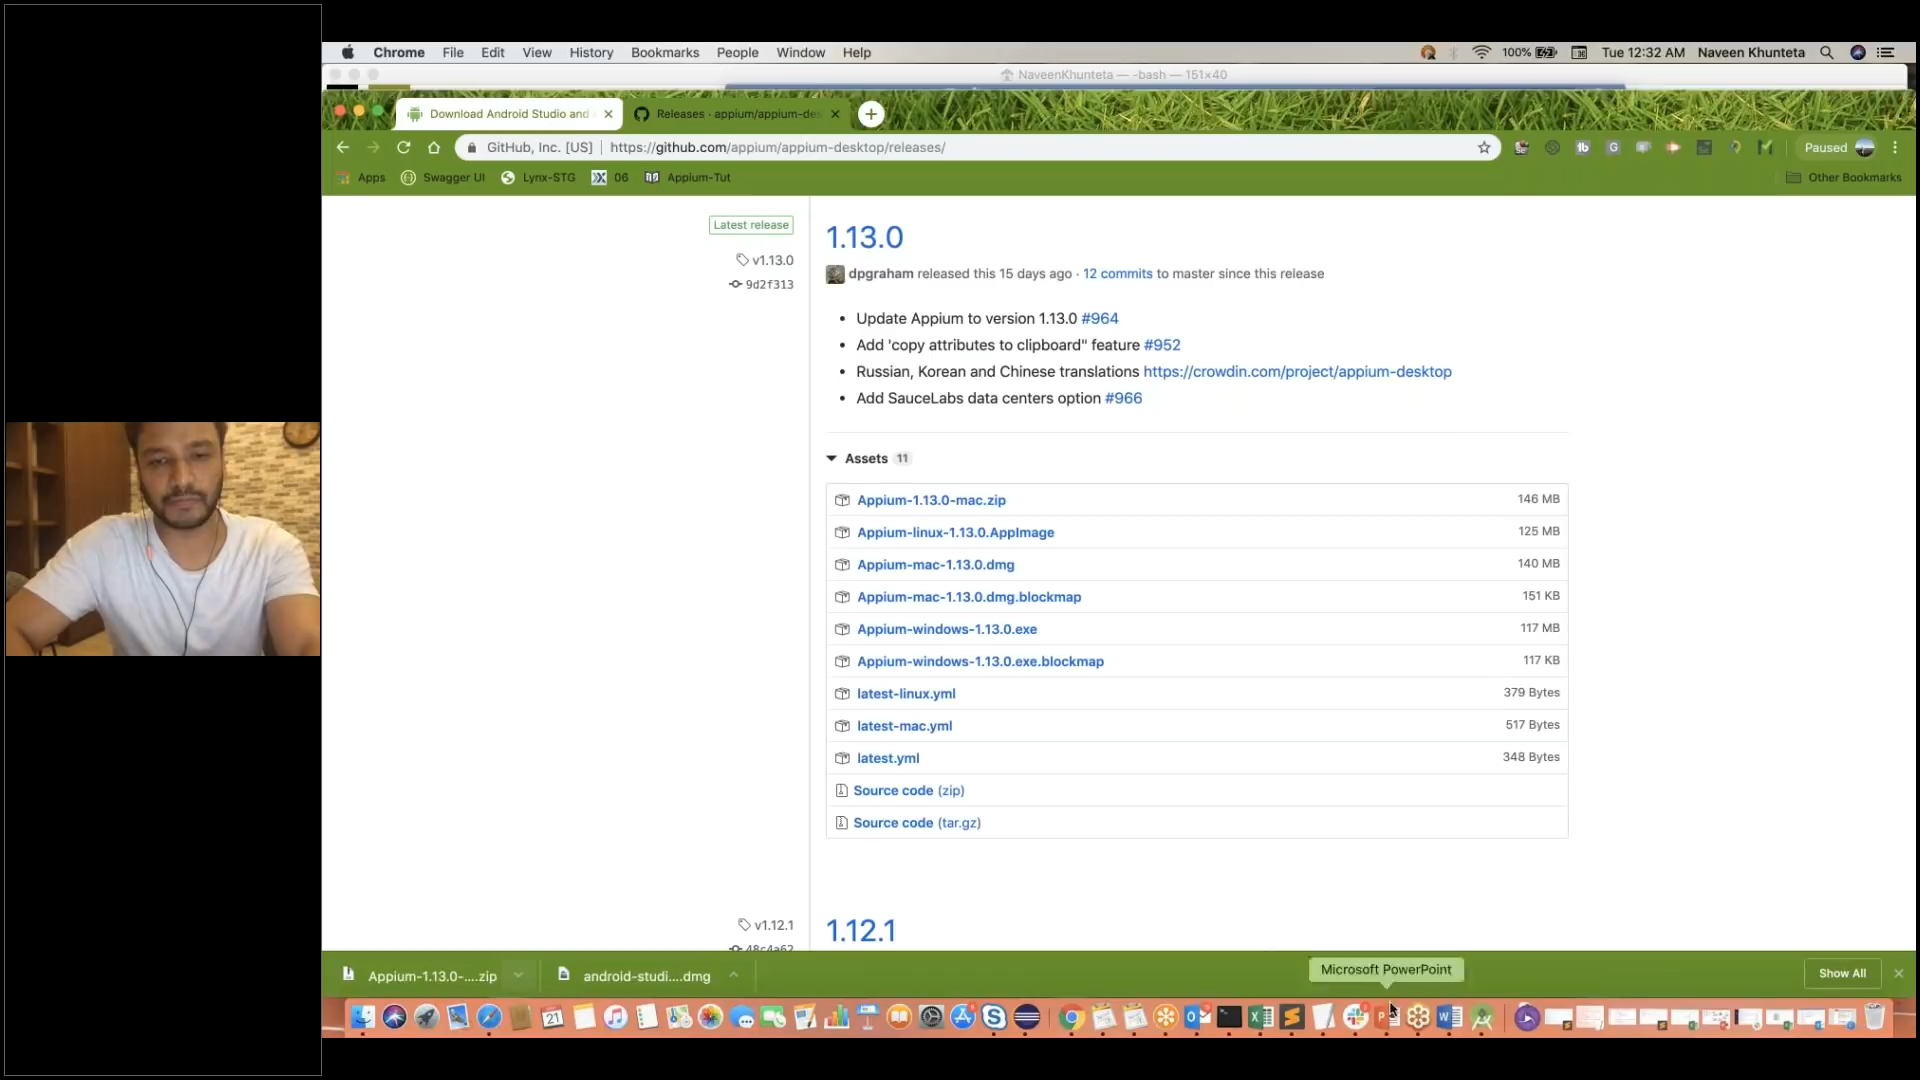 Chrome File Edit View History Bookmarks People Window Help 100% Tue 12:32 AM Naveen Khunteta
NaveenKhunteta — -bash — 151×40
Download Android Studio and Releases · appium/appium-des
GitHub, Inc. [US] https://github.com/appium/appium-desktop/releases/ Paused
Apps Swagger UI Lynx-STG 06 Appium-Tut Other Bookmarks
Latest release
v1.13.0
9d2f313
1.13.0
dpgraham released this 15 days ago · 12 commits to master since this release
• Update Appium to version 1.13.0 #964
• Add 'copy attributes to clipboard" feature #952
• Russian, Korean and Chinese translations https://crowdin.com/project/appium-desktop
• Add SauceLabs data centers option #966
Assets 11
Appium-1.13.0-mac.zip 146 MB
Appium-linux-1.13.0.AppImage 125 MB
Appium-mac-1.13.0.dmg 140 MB
Appium-mac-1.13.0.dmg.blockmap 151 KB
Appium-windows-1.13.0.exe 117 MB
Appium-windows-1.13.0.exe.blockmap 117 KB
latest-linux.yml 379 Bytes
latest-mac.yml 517 Bytes
latest.yml 348 Bytes
Source code (zip)
Source code (tar.gz)
v1.12.1
48c4a62
1.12.1
Appium-1.13.0-....zip android-studi....dmg Microsoft PowerPoint Show All
21